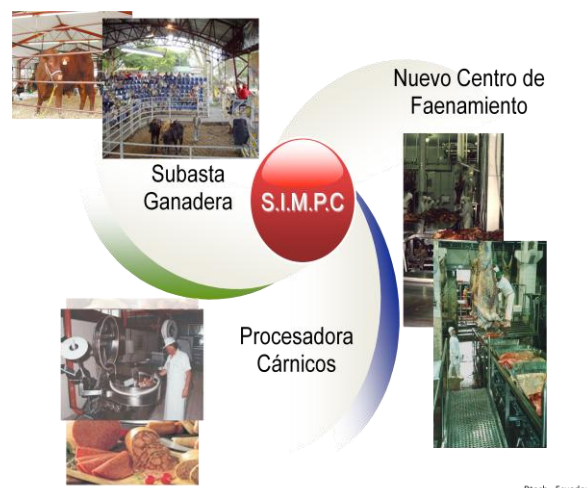 Nuevo Centro de
Faenamiento
Subasta
Ganadera
S.I.M.P.C
Procesadora
Cárnicos